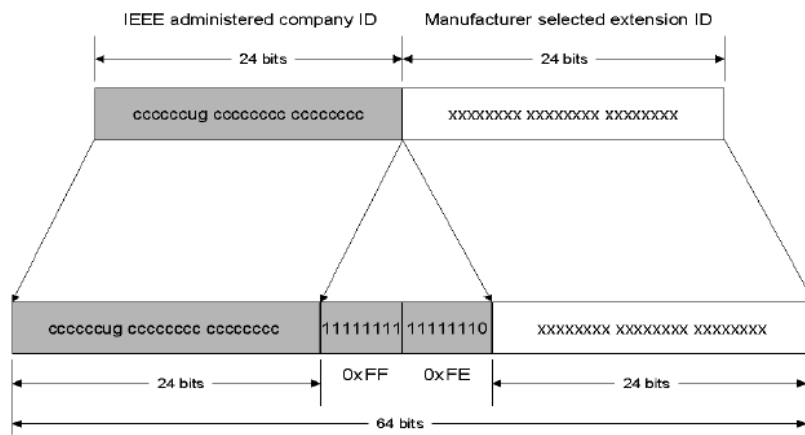 IEEE administered company ID Manufacturer selected extension ID
24 bits 24 bits
ccccccug cccccccc cccccccc xxxxxxxx xxxxxxxx xxxxxxxx
ccccccug cccccccc cccccccc 11111111 11111110 xxxxxxxx xxxxxxxx xxxxxxxx
24 bits 0xFF 0xFE 24 bits
64 bits